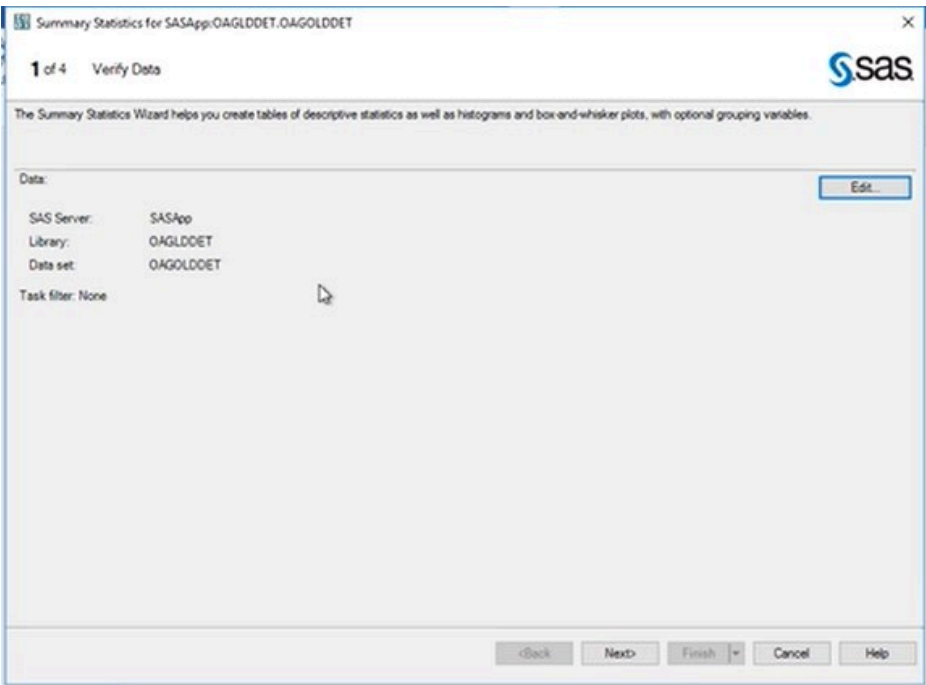 Summary Statistics for SASApp:OAGLDDET.OAGOLDDET
1 of 4 Verify Data
sas
The Summary Statistics Wizard helps you create tables of descriptive statistics as well as histograms and box-and-whisker plots, with optional grouping variables.
Data:
Edit...
SAS Server: SASApp
Library: OAGLDDET
Data set: OAGOLDDET
Task filter: None
<Back Next> Finish Cancel Help